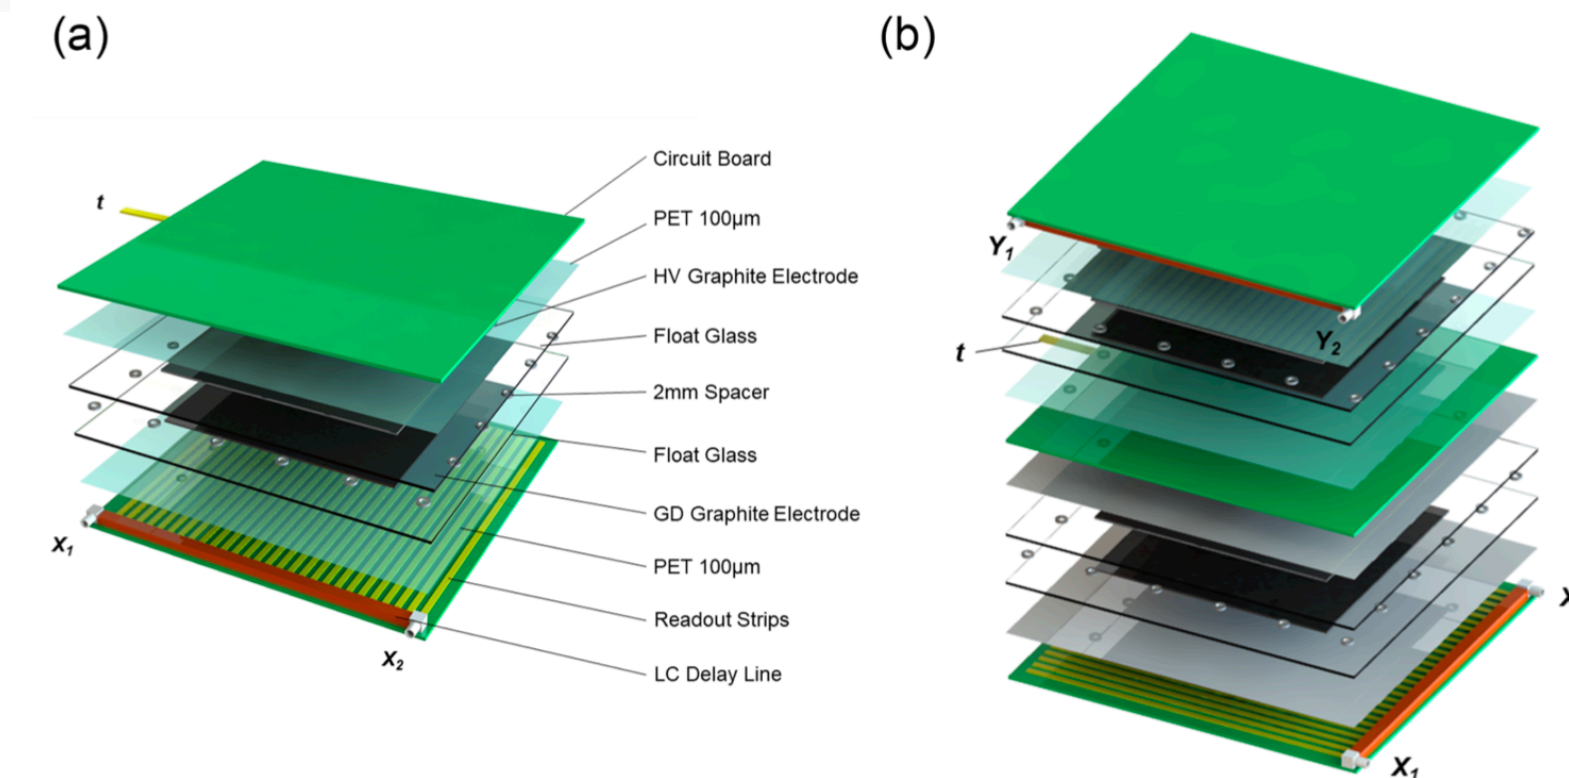 (a)
(b)
t
Circuit Board
PET 100µm
HV Graphite Electrode
Float Glass
2mm Spacer
Float Glass
GD Graphite Electrode
PET 100µm
Readout Strips
LC Delay Line
X₁
X₂
Y₁
Y₂
t
X₁